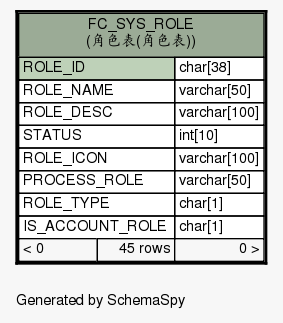 FC_SYS_ROLE
(角色表(角色表))
ROLE_ID char[38]
ROLE_NAME varchar[50]
ROLE_DESC varchar[100]
STATUS int[10]
ROLE_ICON varchar[100]
PROCESS_ROLE varchar[50]
ROLE_TYPE char[1]
IS_ACCOUNT_ROLE char[1]
< 0 45 rows 0 >
Generated by SchemaSpy